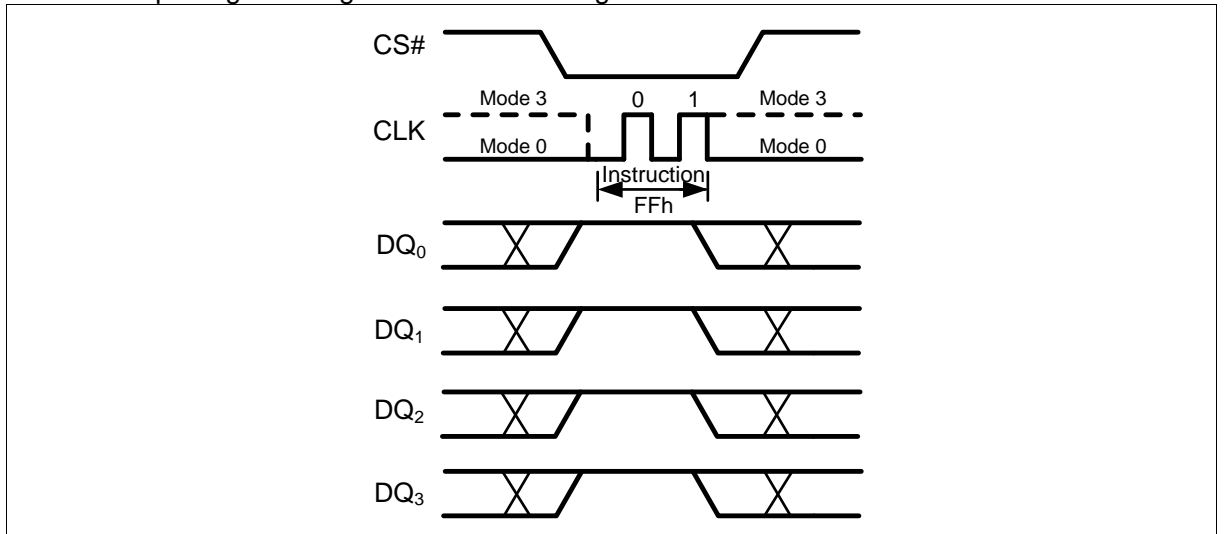 CS#
Mode 3 0 1 Mode 3
CLK
Mode 0 Mode 0
Instruction
FFh
DQ0
DQ1
DQ2
DQ3